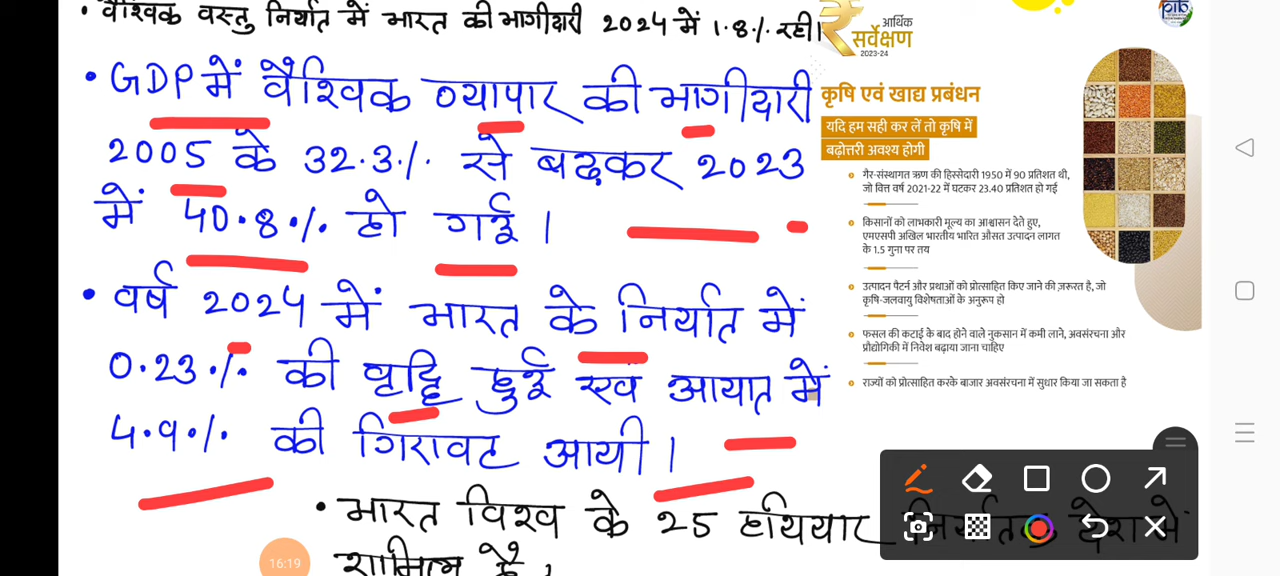 • वैश्विक वस्तु निर्यात में भारत की भागीदारी 2024 में 1.8% रही।
• GDP में वैश्विक व्यापार की भागीदारी
2005 के 32.3% से बढ़कर 2023
में 40.8% हो गई।
• वर्ष 2024 में भारत के निर्यात में
0.23% की वृद्धि हुई एवं आयात में
4.9% की गिरावट आयी।
• भारत विश्व के 25 हथियार निर्यातक देशों में
शामिल है।
आर्थिक
सर्वेक्षण
2023-24
pib
कृषि एवं खाद्य प्रबंधन
यदि हम सही कर लें तो कृषि में
बढ़ोत्तरी अवश्य होगी
गैर-संस्थागत ऋण की हिस्सेदारी 1950 में 90 प्रतिशत थी,
जो वित्त वर्ष 2021-22 में घटकर 23.40 प्रतिशत हो गई
किसानों को लाभकारी मूल्य का आश्वासन देते हुए,
एमएसपी अखिल भारतीय भारित औसत उत्पादन लागत
के 1.5 गुना पर तय
उत्पादन पैटर्न और प्रथाओं को प्रोत्साहित किए जाने की ज़रूरत है, जो
कृषि-जलवायु विशेषताओं के अनुरूप हो
फसल की कटाई के बाद होने वाले नुकसान में कमी लाने, अवसंरचना और
प्रौद्योगिकी में निवेश बढ़ाया जाना चाहिए
राज्यों को प्रोत्साहित करके बाजार अवसंरचना में सुधार किया जा सकता है
16:19